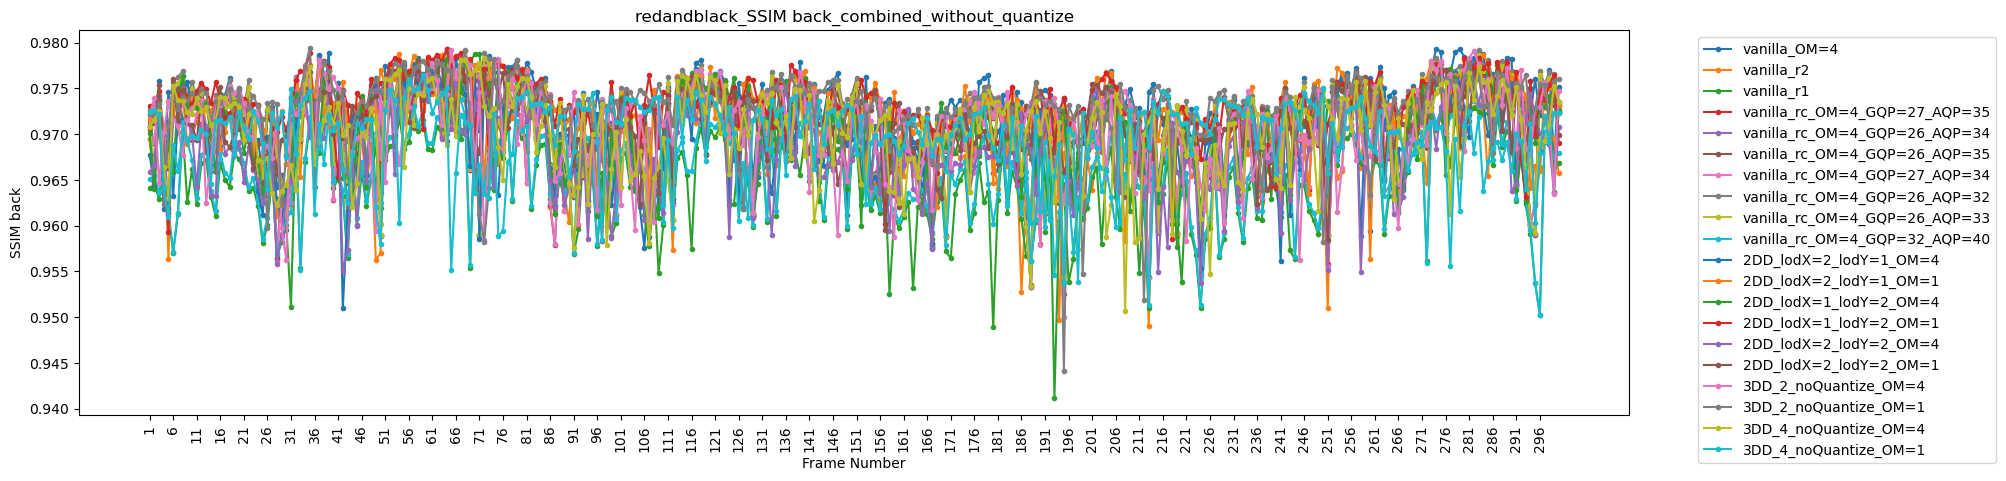 redandblack_SSIM back_combined_without_quantize
SSIM back
0.980
0.975
0.970
0.965
0.960
0.955
0.950
0.945
0.940
1 6 11 16 21 26 31 36 41 46 51 56 61 66 71 76 81 86 91 96 101 106 111 116 121 126 131 136 141 146 151 156 161 166 171 176 181 186 191 196 201 206 211 216 221 226 231 236 241 246 251 256 261 266 271 276 281 286 291 296
Frame Number
vanilla_OM=4
vanilla_r2
vanilla_r1
vanilla_rc_OM=4_GQP=27_AQP=35
vanilla_rc_OM=4_GQP=26_AQP=34
vanilla_rc_OM=4_GQP=26_AQP=35
vanilla_rc_OM=4_GQP=27_AQP=34
vanilla_rc_OM=4_GQP=26_AQP=32
vanilla_rc_OM=4_GQP=26_AQP=33
vanilla_rc_OM=4_GQP=32_AQP=40
2DD_lodX=2_lodY=1_OM=4
2DD_lodX=2_lodY=1_OM=1
2DD_lodX=1_lodY=2_OM=4
2DD_lodX=1_lodY=2_OM=1
2DD_lodX=2_lodY=2_OM=4
2DD_lodX=2_lodY=2_OM=1
3DD_2_noQuantize_OM=4
3DD_2_noQuantize_OM=1
3DD_4_noQuantize_OM=4
3DD_4_noQuantize_OM=1